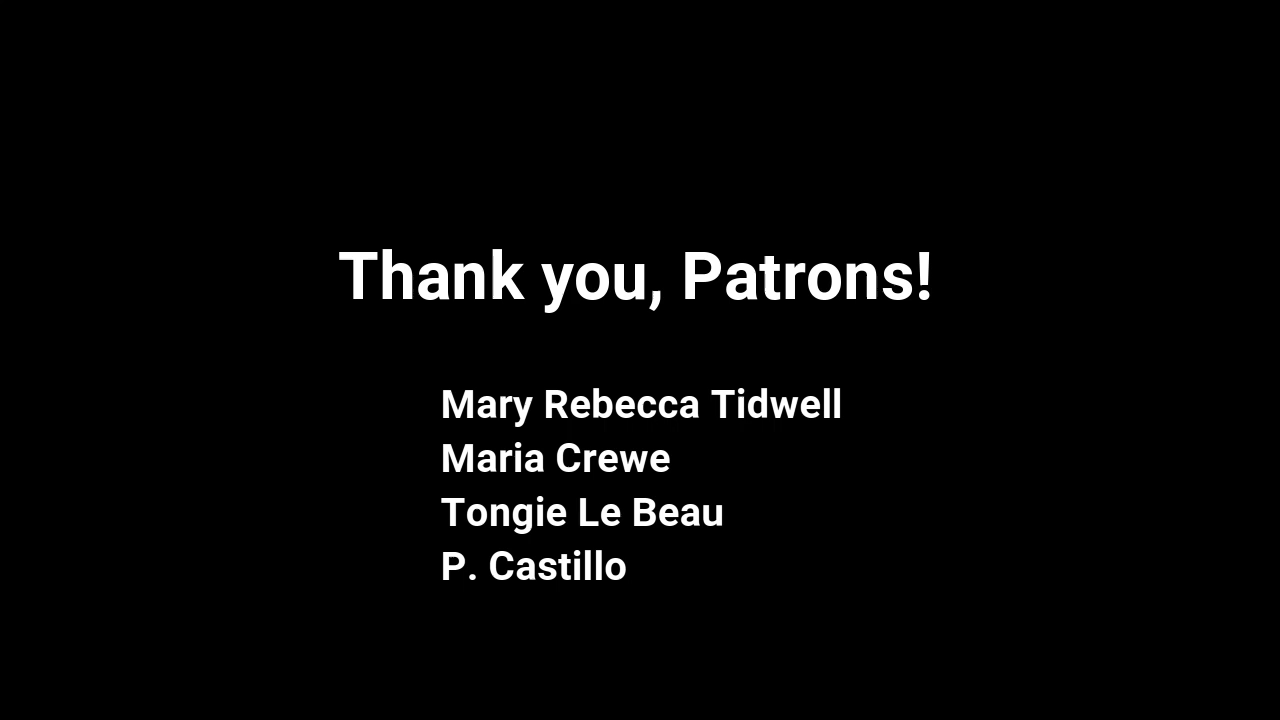 Thank you, Patrons!
Mary Rebecca Tidwell
Maria Crewe
Tongie Le Beau
P. Castillo